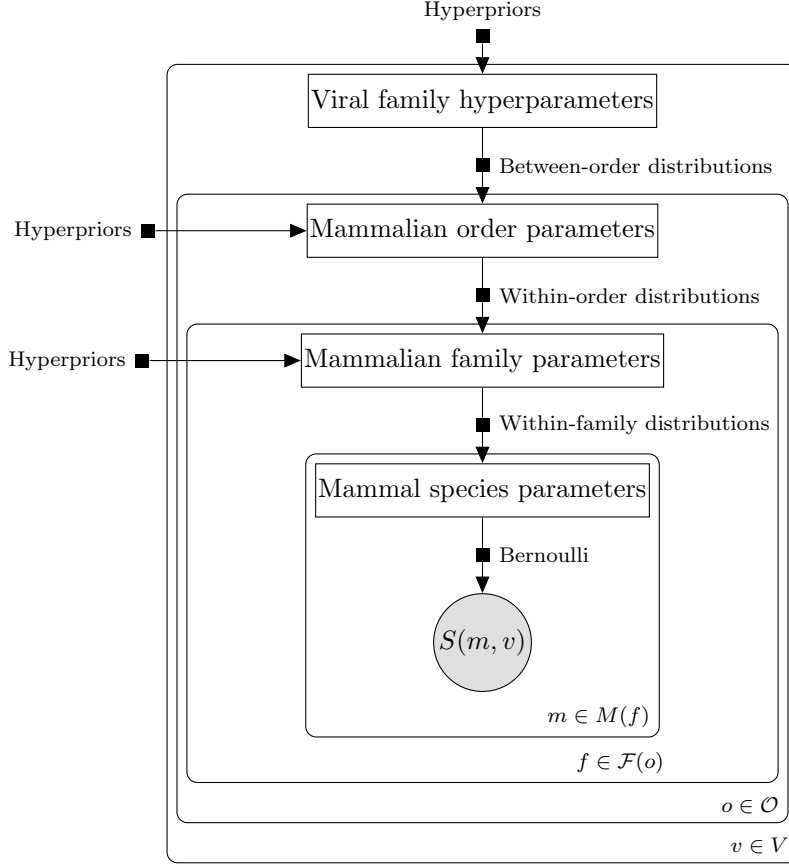 Hyperpriors
Viral family hyperparameters
Between-order distributions
Hyperpriors
Mammalian order parameters
Within-order distributions
Hyperpriors
Mammalian family parameters
Within-family distributions
Mammal species parameters
Bernoulli
S(m, v)
m ∈ M(f)
f ∈ ℱ(o)
o ∈ 𝒪
v ∈ V